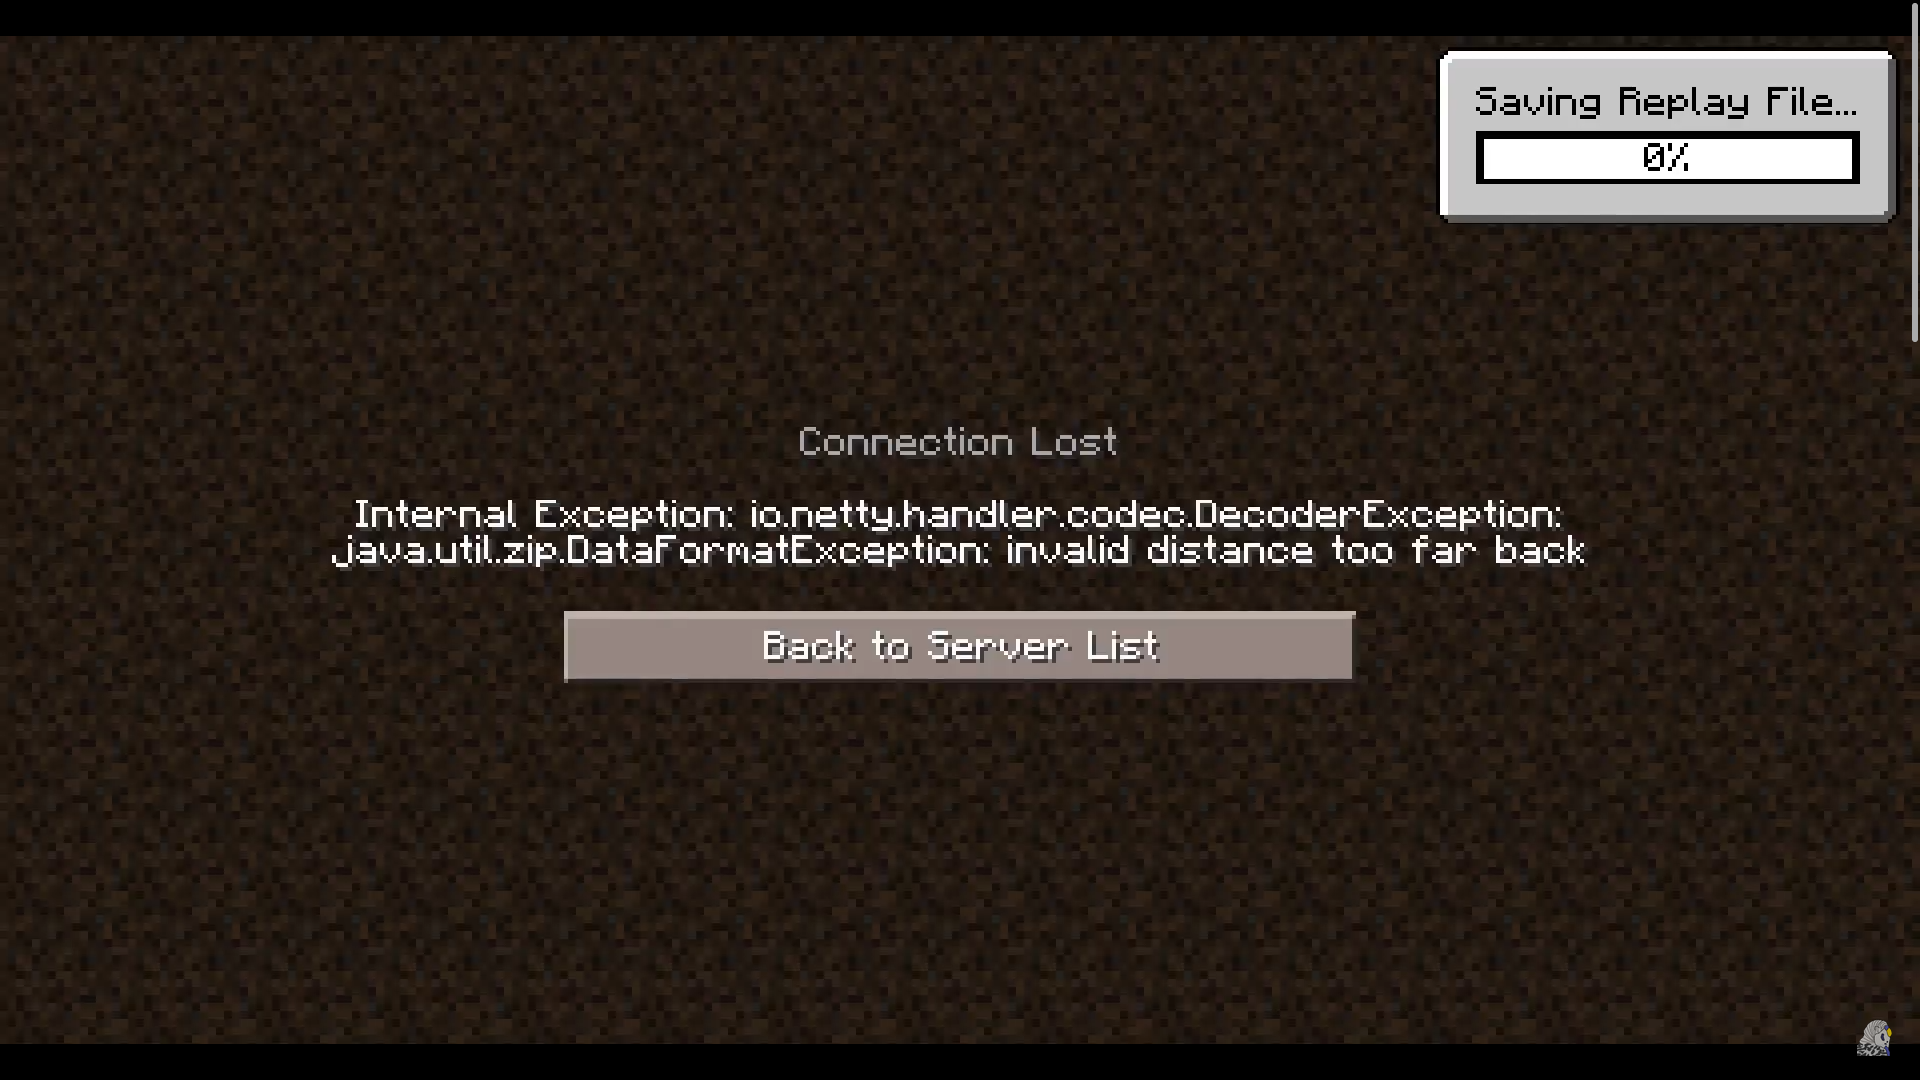 Saving Replay File...
0%
Connection Lost
Internal Exception: io.netty.handler.codec.DecoderException:
java.util.zip.DataFormatException: invalid distance too far back
Back to Server List